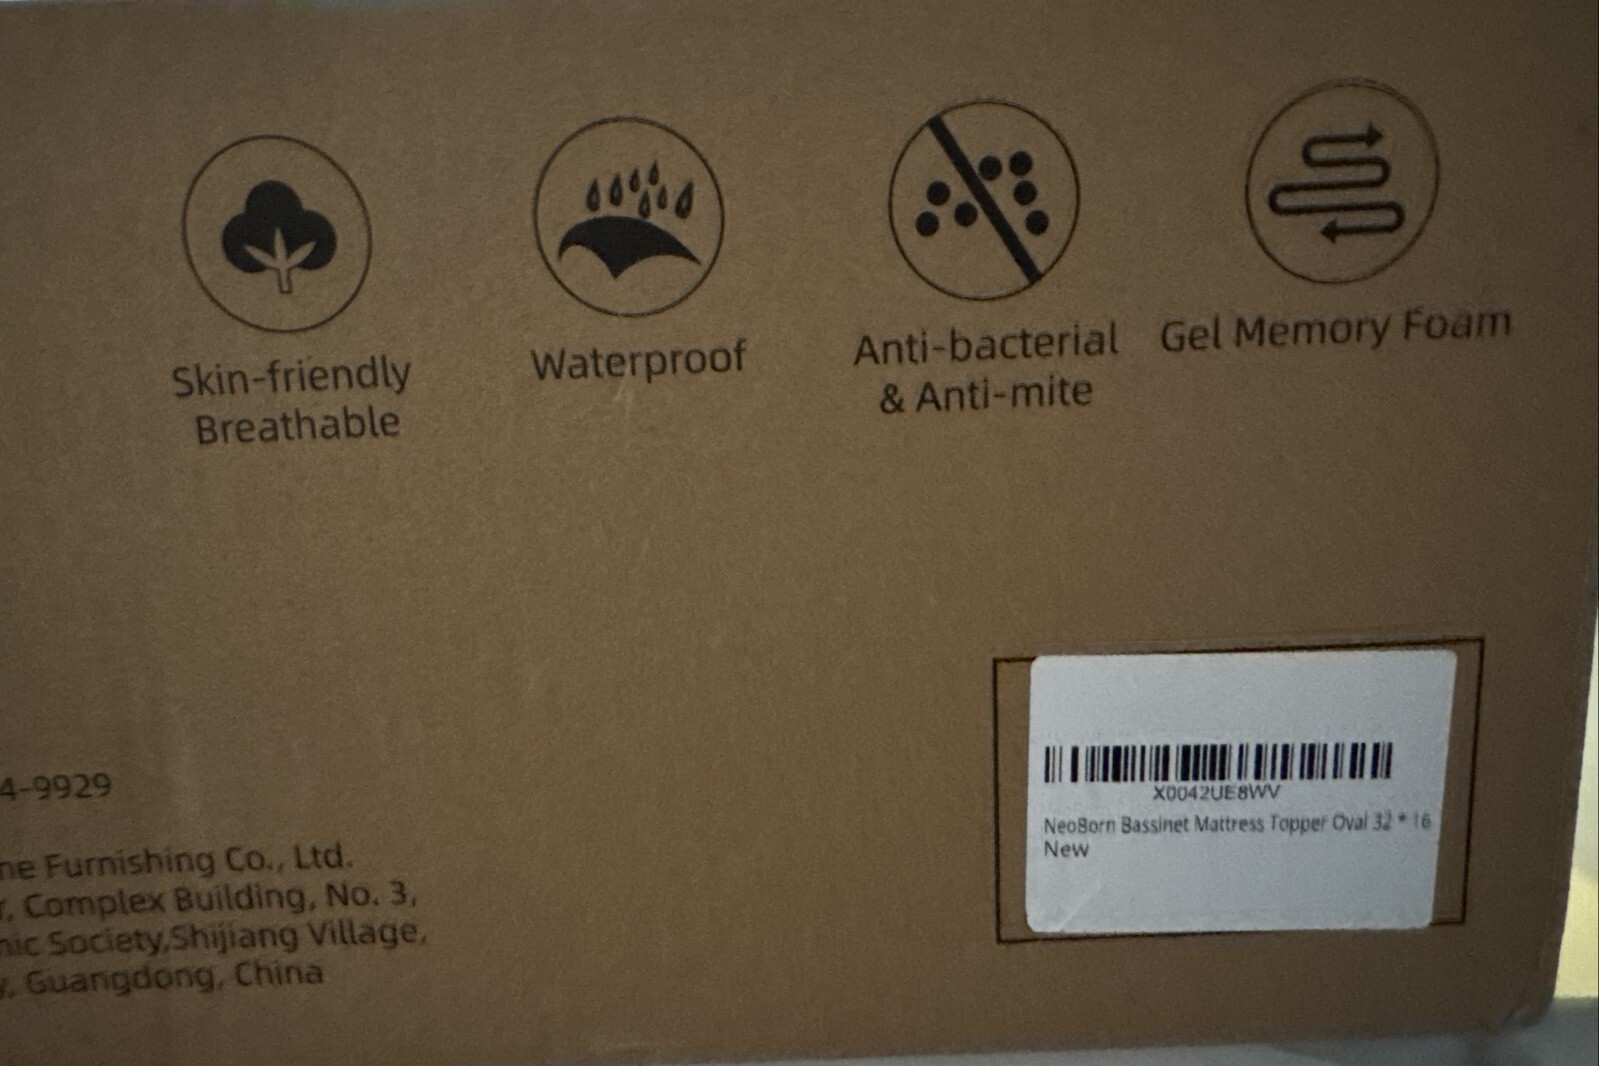 Skin-friendly
Breathable
Waterproof
Anti-bacterial
& Anti-mite
Gel Memory Foam
4-9929
ne Furnishing Co., Ltd.
r, Complex Building, No. 3,
nic Society,Shijiang Village,
y, Guangdong, China
X0042UE8WV
NeoBorn Bassinet Mattress Topper Oval 32 * 16
New